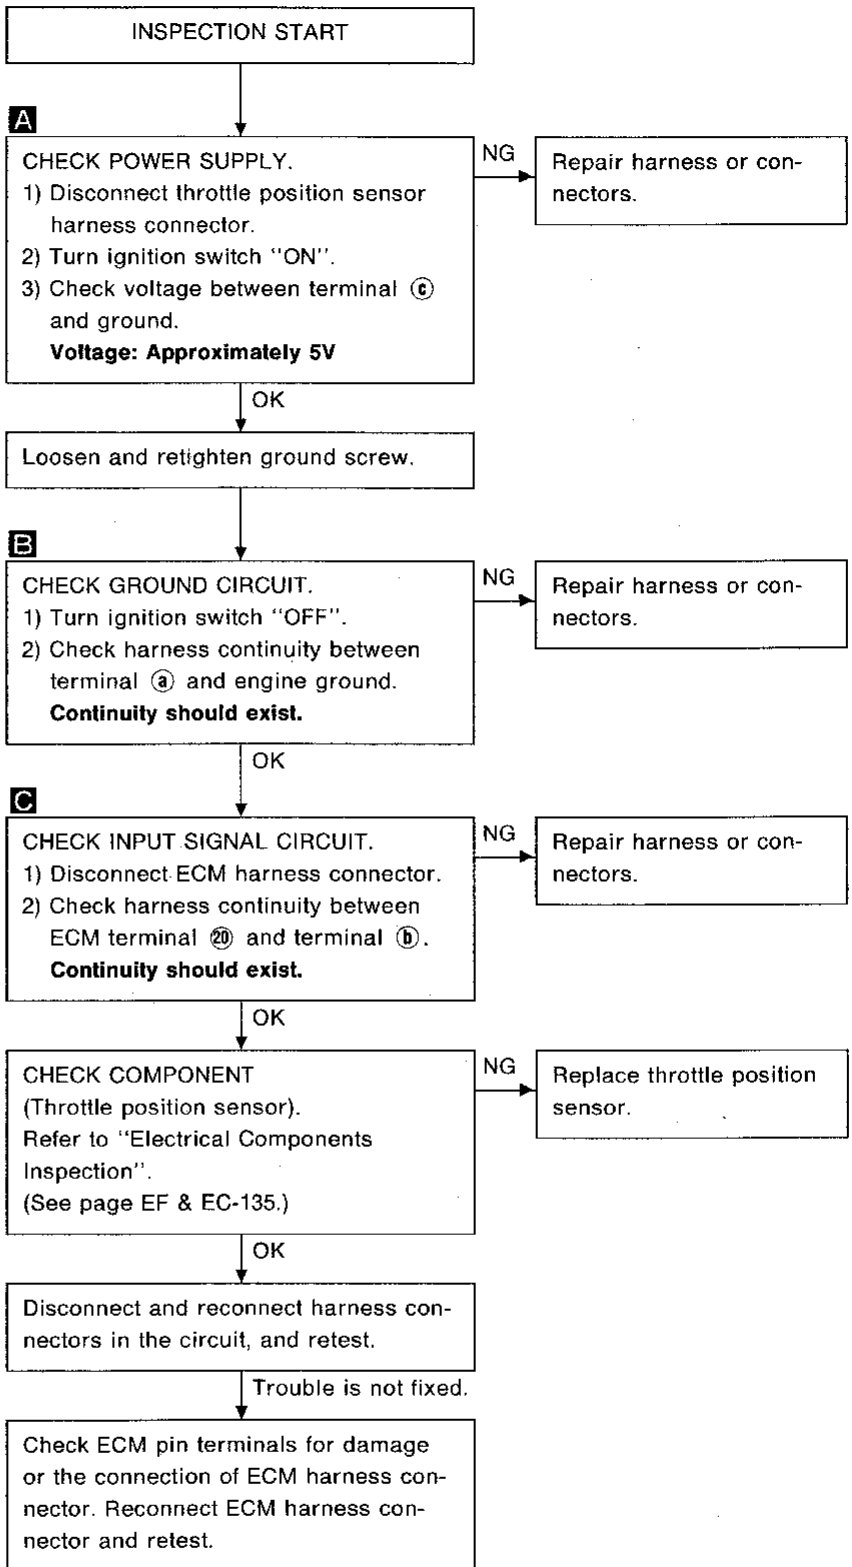 INSPECTION START
A
CHECK POWER SUPPLY.
1) Disconnect throttle position sensor
harness connector.
2) Turn ignition switch "ON".
3) Check voltage between terminal ⓒ
and ground.
Voltage: Approximately 5V
NG
Repair harness or con-
nectors.
OK
Loosen and retighten ground screw.
B
CHECK GROUND CIRCUIT.
1) Turn ignition switch "OFF".
2) Check harness continuity between
terminal ⓐ and engine ground.
Continuity should exist.
NG
Repair harness or con-
nectors.
OK
C
CHECK INPUT SIGNAL CIRCUIT.
1) Disconnect ECM harness connector.
2) Check harness continuity between
ECM terminal ⑳ and terminal ⓑ.
Continuity should exist.
NG
Repair harness or con-
nectors.
OK
CHECK COMPONENT
(Throttle position sensor).
Refer to "Electrical Components
Inspection".
(See page EF & EC-135.)
NG
Replace throttle position
sensor.
OK
Disconnect and reconnect harness con-
nectors in the circuit, and retest.
Trouble is not fixed.
Check ECM pin terminals for damage
or the connection of ECM harness con-
nector. Reconnect ECM harness con-
nector and retest.